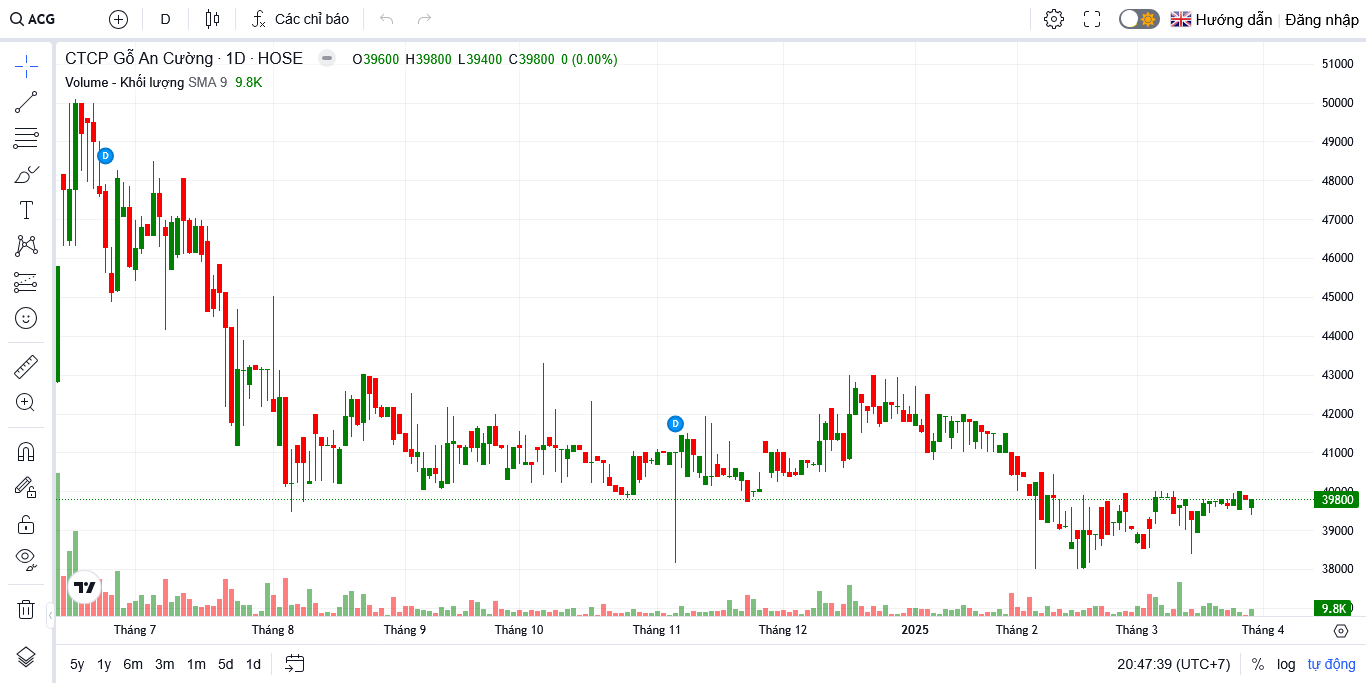 ACG D Các chỉ báo Hướng dẫn Đăng nhập
CTCP Gỗ An Cường · 1D · HOSE O39600 H39800 L39400 C39800 0 (0.00%)
Volume - Khối lượng SMA 9 9.8K
51000
50000
49000
D
48000
47000
46000
45000
44000
43000
42000
D
41000
40000
39800
39000
38000
9.8K
Tháng 7 Tháng 8 Tháng 9 Tháng 10 Tháng 11 Tháng 12 2025 Tháng 2 Tháng 3 Tháng 4
5y 1y 6m 3m 1m 5d 1d 20:47:39 (UTC+7) % log tự động